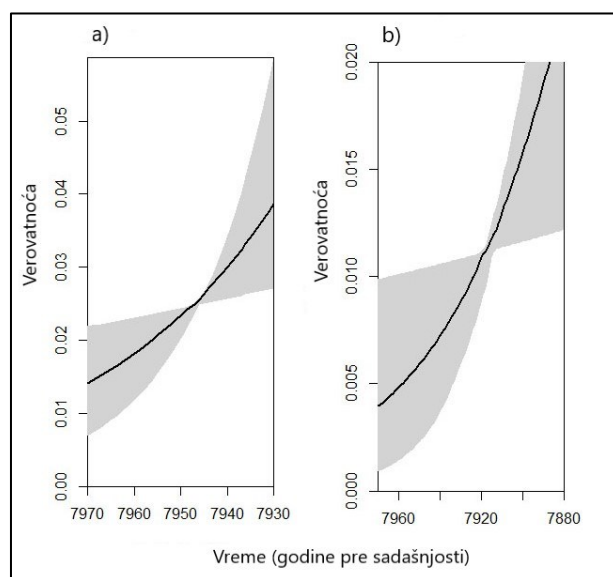 a)
Verovatnoća
0.00 0.01 0.02 0.03 0.04 0.05
7970 7960 7950 7940 7930
b)
Verovatnoća
0.000 0.005 0.010 0.015 0.020
7960 7920 7880
Vreme (godine pre sadašnjosti)